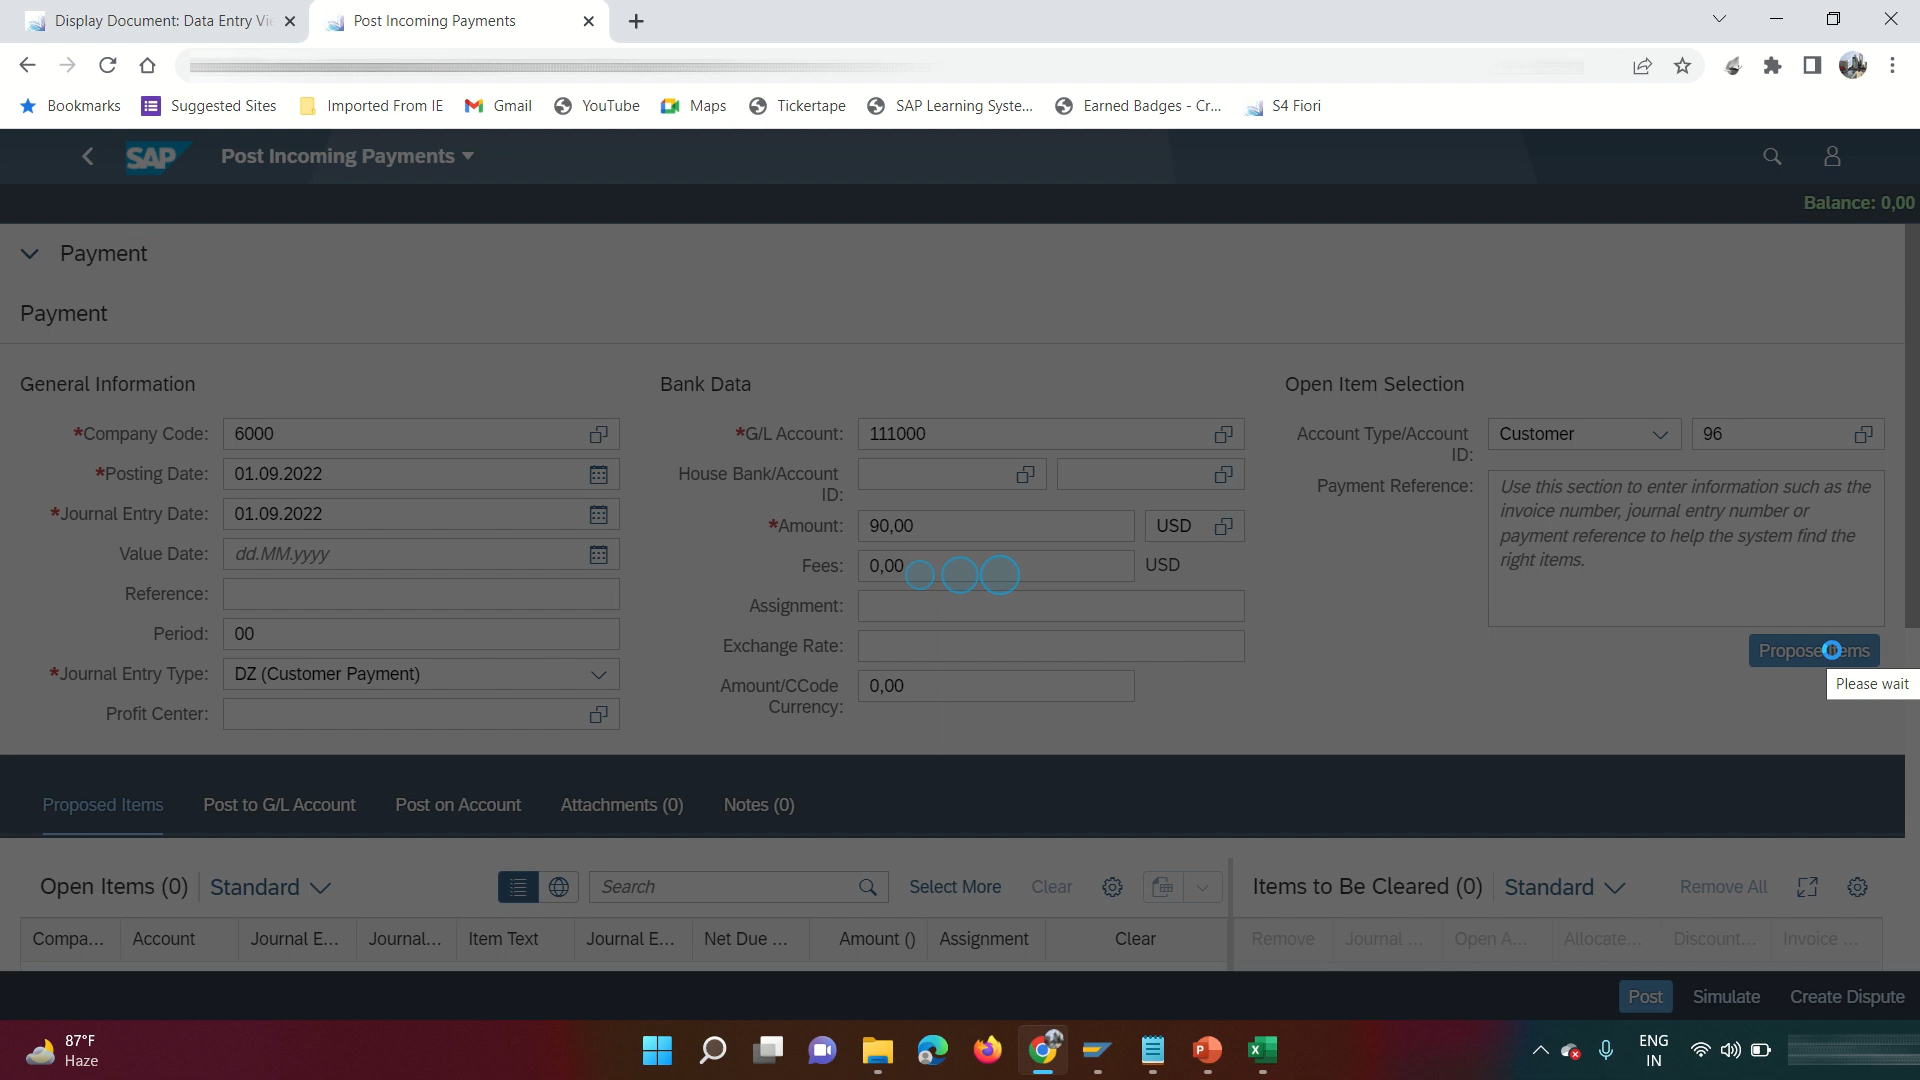 Display Document: Data Entry Vie
Post Incoming Payments
Bookmarks
Suggested Sites
Imported From IE
Gmail
YouTube
Maps
Tickertape
SAP Learning Syste...
Earned Badges - Cr...
S4 Fiori
SAP
Post Incoming Payments
Balance: 0,00
Payment
Payment
General Information
*Company Code: 6000
*Posting Date: 01.09.2022
*Journal Entry Date: 01.09.2022
Value Date: dd.MM.yyyy
Reference:
Period: 00
*Journal Entry Type: DZ (Customer Payment)
Profit Center:
Bank Data
*G/L Account: 111000
House Bank/Account
ID:
*Amount: 90,00 USD
Fees: 0,00 USD
Assignment:
Exchange Rate:
Amount/CCode 0,00
Currency:
Open Item Selection
Account Type/Account Customer 96
ID:
Payment Reference:
Use this section to enter information such as the
invoice number, journal entry number or
payment reference to help the system find the
right items.
Propose Items
Please wait
Proposed Items
Post to G/L Account
Post on Account
Attachments (0)
Notes (0)
Open Items (0) Standard
Search
Select More
Clear
Items to Be Cleared (0) Standard
Remove All
Compa... Account Journal E... Journal... Item Text Journal E... Net Due ... Amount () Assignment Clear
Remove Journal ... Open A... Allocate... Discount... Invoice ...
Post
Simulate
Create Dispute
87°F
Haze
ENG
IN